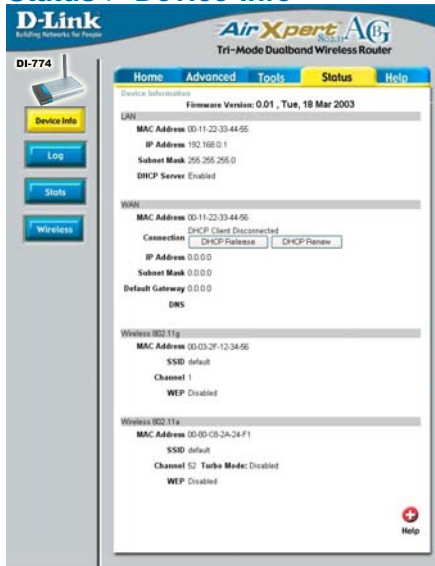 Status > Device Info
D-Link
Building Networks for People
Air Xpert ABG
802.11
Tri-Mode Dualband Wireless Router
DI-774
Home Advanced Tools Status Help
Device Info
Log
Stats
Wireless
Device Information
Firmware Version: 0.01 , Tue, 18 Mar 2003
LAN
MAC Address 00-11-22-33-44-55
IP Address 192.168.0.1
Subnet Mask 255.255.255.0
DHCP Server Enabled
WAN
MAC Address 00-11-22-33-44-56
Connection DHCP Client Disconnected
DHCP Release DHCP Renew
IP Address 0.0.0.0
Subnet Mask 0.0.0.0
Default Gateway 0.0.0.0
DNS
Wireless 802.11g
MAC Address 00-03-2F-12-34-56
SSID default
Channel 1
WEP Disabled
Wireless 802.11a
MAC Address 00-80-C8-2A-24-F1
SSID default
Channel 52 Turbo Mode: Disabled
WEP Disabled
Help